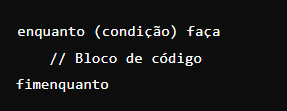 enquanto (condição) faça
    // Bloco de código
fimenquanto